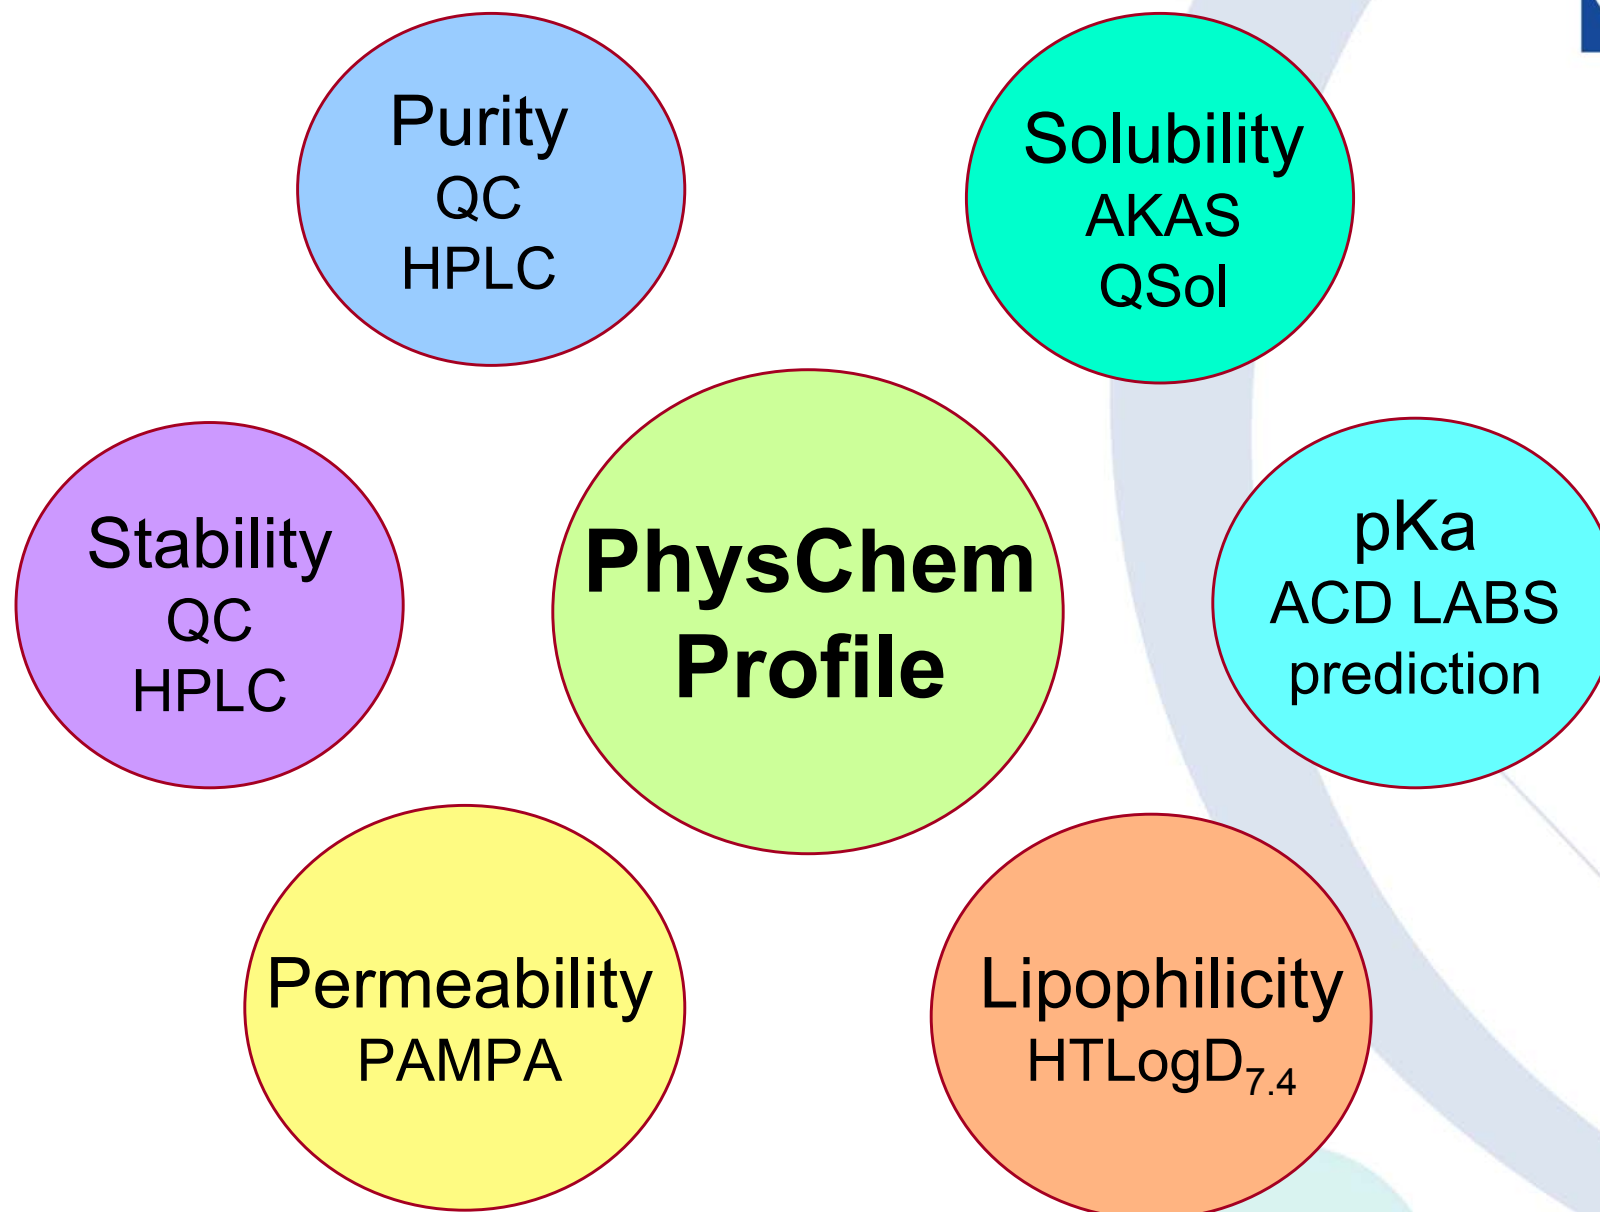 Purity
QC
HPLC
Solubility
AKAS
QSol
Stability
QC
HPLC
PhysChem
Profile
pKa
ACD LABS
prediction
Permeability
PAMPA
Lipophilicity
HTLogD7.4